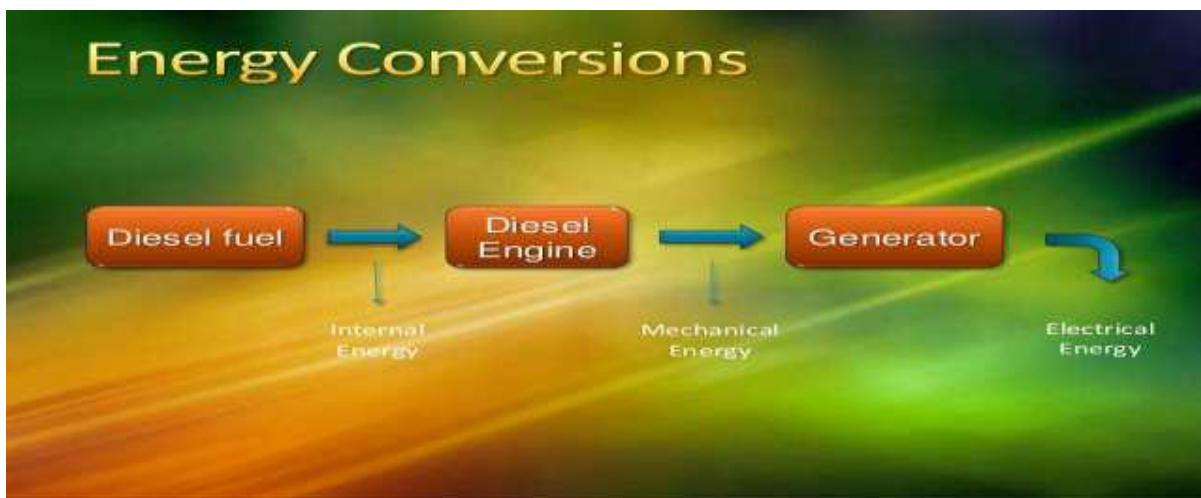 Energy Conversions
Diesel fuel
Diesel
Engine
Generator
Internal
Energy
Mechanical
Energy
Electrical
Energy